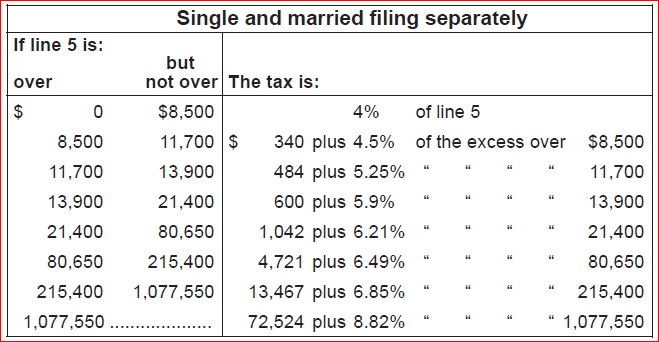 Single and married filing separately
If line 5 is:
but
over not over The tax is:
$ 0 $8,500 4% of line 5
8,500 11,700 $ 340 plus 4.5% of the excess over $8,500
11,700 13,900 484 plus 5.25% “ “ “ “ 11,700
13,900 21,400 600 plus 5.9% “ “ “ “ 13,900
21,400 80,650 1,042 plus 6.21% “ “ “ “ 21,400
80,650 215,400 4,721 plus 6.49% “ “ “ “ 80,650
215,400 1,077,550 13,467 plus 6.85% “ “ “ “ 215,400
1,077,550 ..................... 72,524 plus 8.82% “ “ “ “ 1,077,550